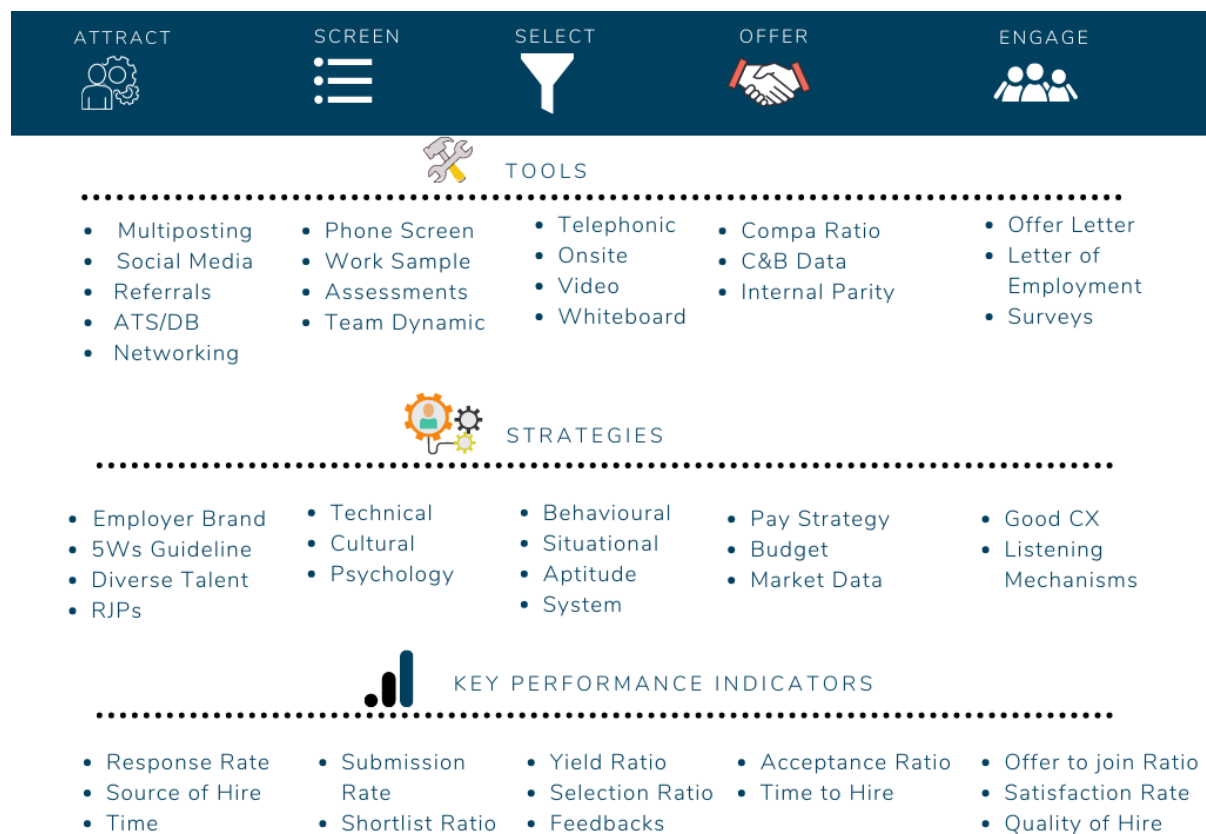 ATTRACT
SCREEN
SELECT
OFFER
ENGAGE
TOOLS
• Multiposting
• Social Media
• Referrals
• ATS/DB
• Networking
• Phone Screen
• Work Sample
• Assessments
• Team Dynamic
• Telephonic
• Onsite
• Video
• Whiteboard
• Compa Ratio
• C&B Data
• Internal Parity
• Offer Letter
• Letter of
Employment
• Surveys
STRATEGIES
• Employer Brand
• 5Ws Guideline
• Diverse Talent
• RJPs
• Technical
• Cultural
• Psychology
• Behavioural
• Situational
• Aptitude
• System
• Pay Strategy
• Budget
• Market Data
• Good CX
• Listening
Mechanisms
KEY PERFORMANCE INDICATORS
• Response Rate
• Source of Hire
• Time
• Submission
Rate
• Shortlist Ratio
• Yield Ratio
• Selection Ratio
• Feedbacks
• Acceptance Ratio
• Time to Hire
• Offer to join Ratio
• Satisfaction Rate
• Quality of Hire